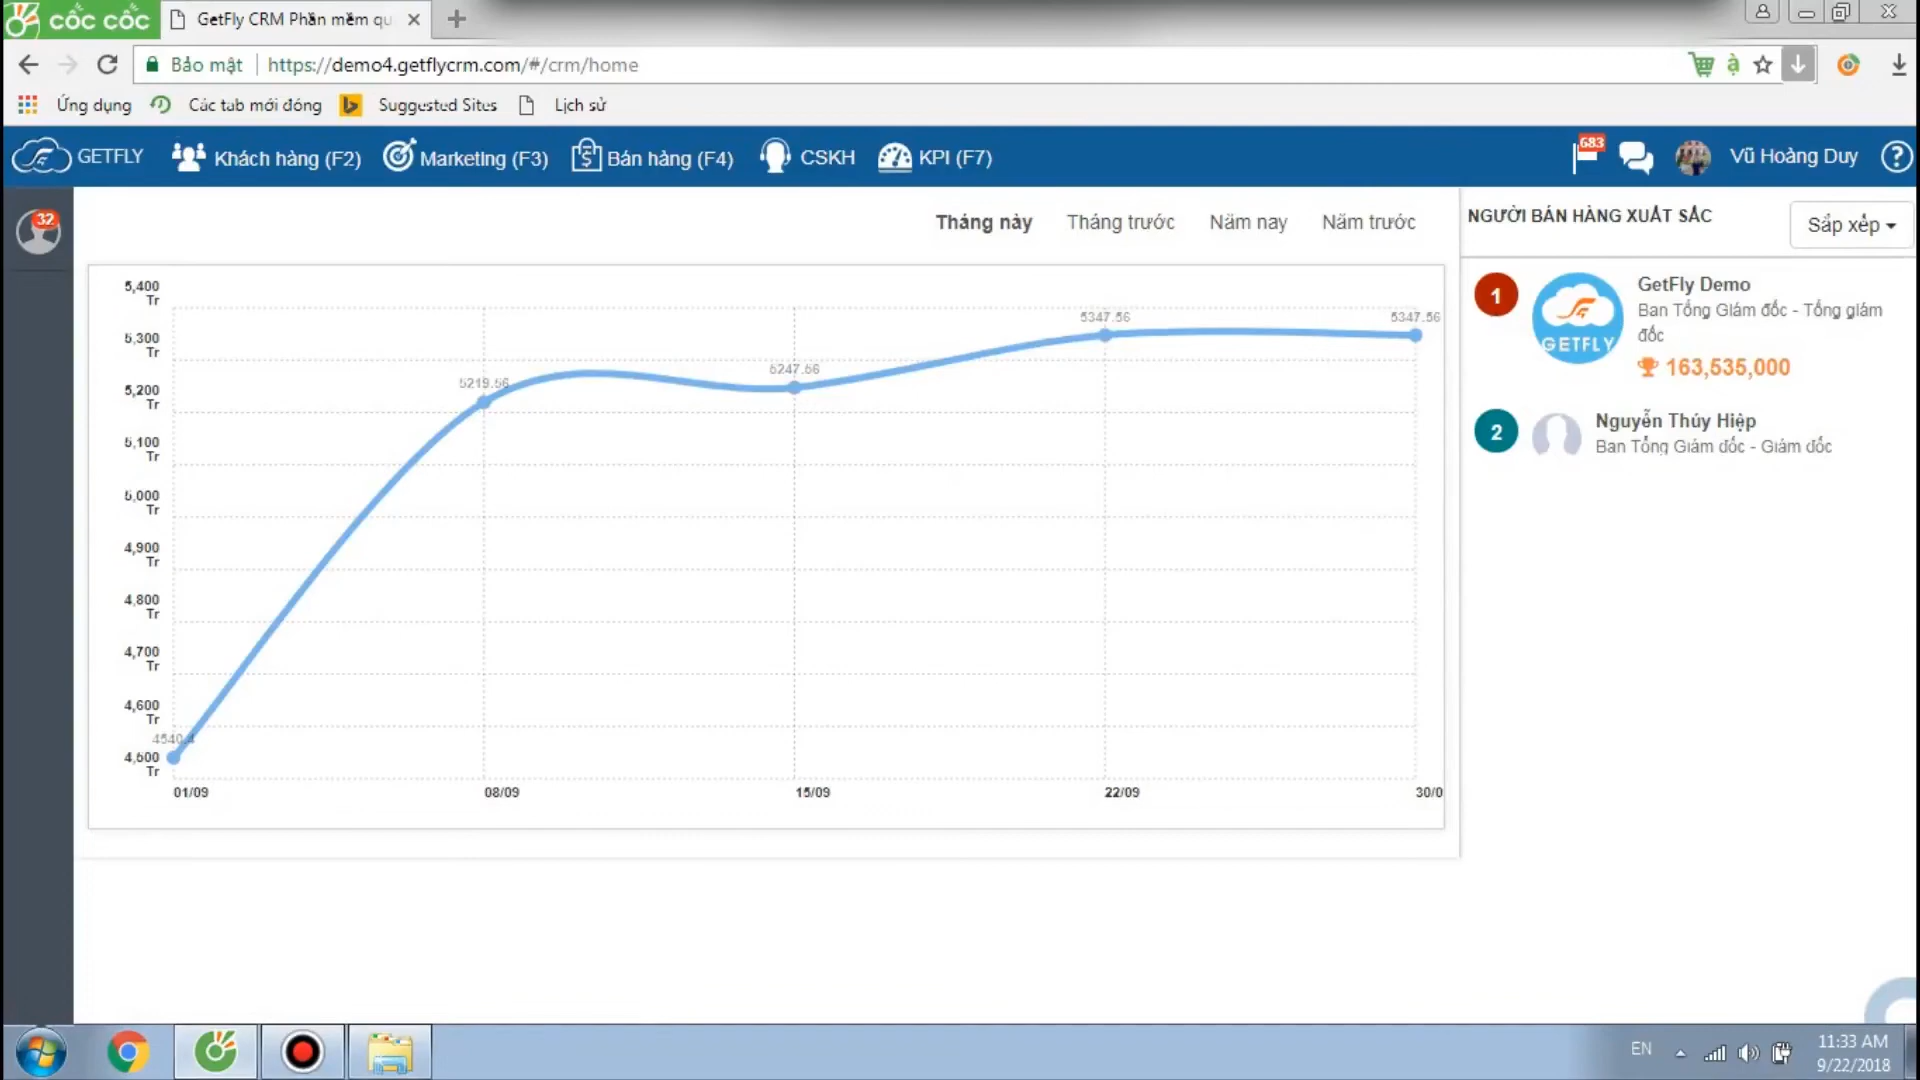 cốc cốc
GetFly CRM Phần mềm qu
Bảo mật
https://demo4.getflycrm.com/#/crm/home
à
Ứng dụng
Các tab mới đóng
Suggested Sites
Lịch sử
GETFLY
Khách hàng (F2)
Marketing (F3)
Bán hàng (F4)
CSKH
KPI (F7)
683
Vũ Hoàng Duy
?
32
Tháng này
Tháng trước
Năm nay
Năm trước
NGƯỜI BÁN HÀNG XUẤT SẮC
Sắp xếp
5,400
Tr
5,300
Tr
5,200
Tr
5,100
Tr
5,000
Tr
4,900
Tr
4,800
Tr
4,700
Tr
4,600
Tr
4,500
Tr
4540.4
5219.56
5247.56
5347.56
5347.56
01/09
08/09
15/09
22/09
30/0
1
GETFLY
GetFly Demo
Ban Tổng Giám đốc - Tổng giám
đốc
163,535,000
2
Nguyễn Thúy Hiệp
Ban Tổng Giám đốc - Giám đốc
EN
11:33 AM
9/22/2018